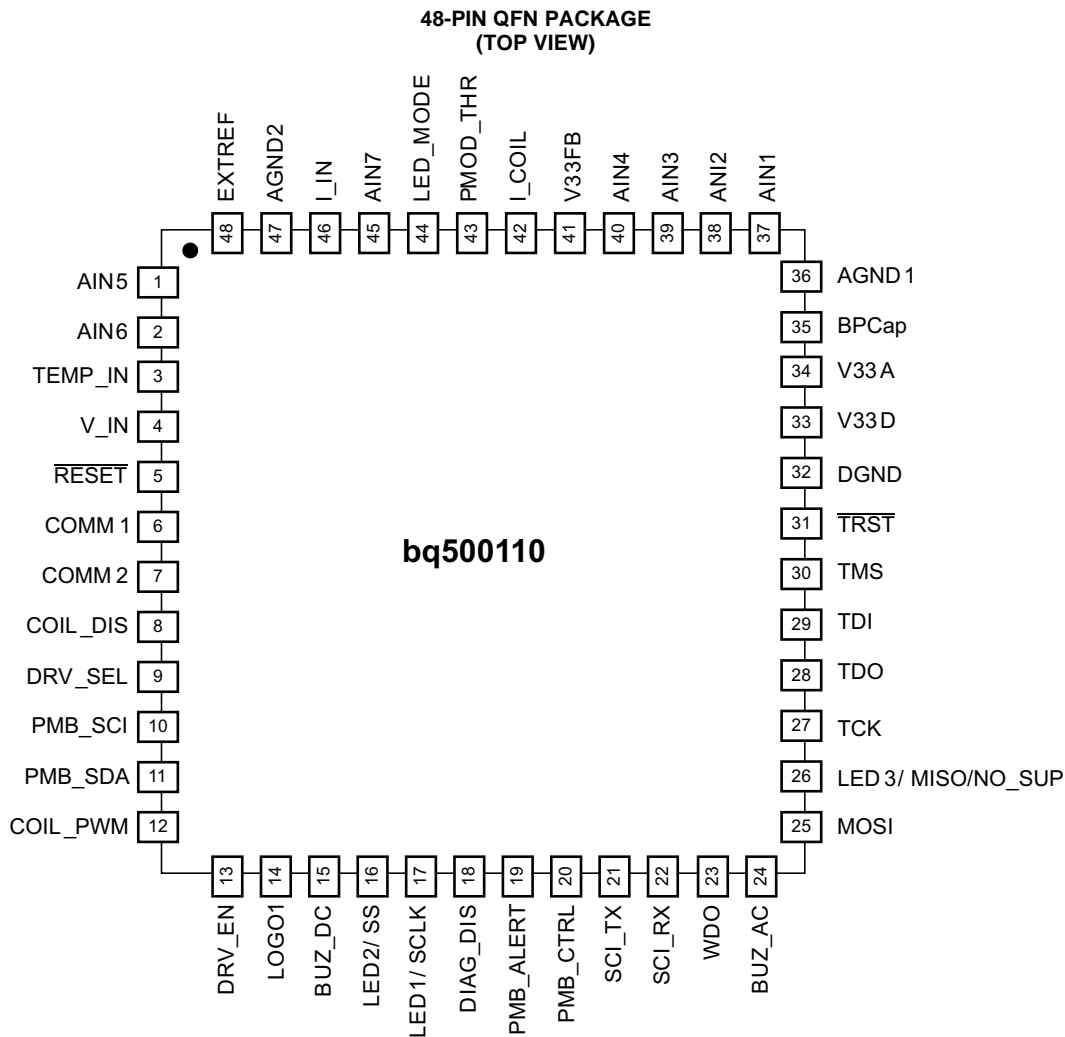 48-PIN QFN PACKAGE
(TOP VIEW)
EXTREF
AGND2
I_IN
AIN7
LED_MODE
PMOD_THR
I_COIL
V33FB
AIN4
AIN3
ANI2
AIN1
48
47
46
45
44
43
42
41
40
39
38
37
AIN5 1
AIN6 2
TEMP_IN 3
V_IN 4
RESET 5
COMM 1 6
COMM 2 7
COIL_DIS 8
DRV_SEL 9
PMB_SCI 10
PMB_SDA 11
COIL_PWM 12
bq500110
36 AGND 1
35 BPCap
34 V33 A
33 V33 D
32 DGND
31 TRST
30 TMS
29 TDI
28 TDO
27 TCK
26 LED 3/ MISO/NO_SUP
25 MOSI
13
14
15
16
17
18
19
20
21
22
23
24
DRV_EN
LOGO1
BUZ_DC
LED2/ SS
LED1/ SCLK
DIAG_DIS
PMB_ALERT
PMB_CTRL
SCI_TX
SCI_RX
WDO
BUZ_AC